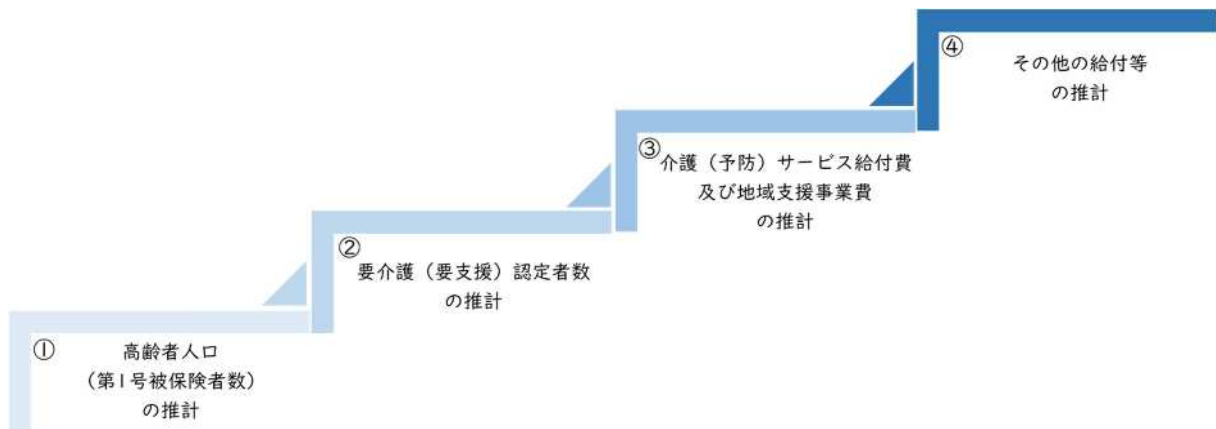 ①
高齢者人口
（第1号被保険者数）
の推計
②
要介護（要支援）認定者数
の推計
③
介護（予防）サービス給付費
及び地域支援事業費
の推計
④
その他の給付等
の推計